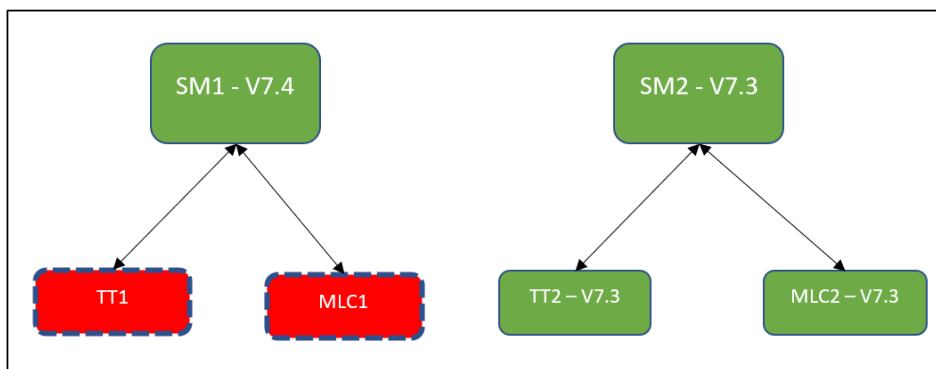 SM1 - V7.4
SM2 - V7.3
TT1
MLC1
TT2 – V7.3
MLC2 – V7.3